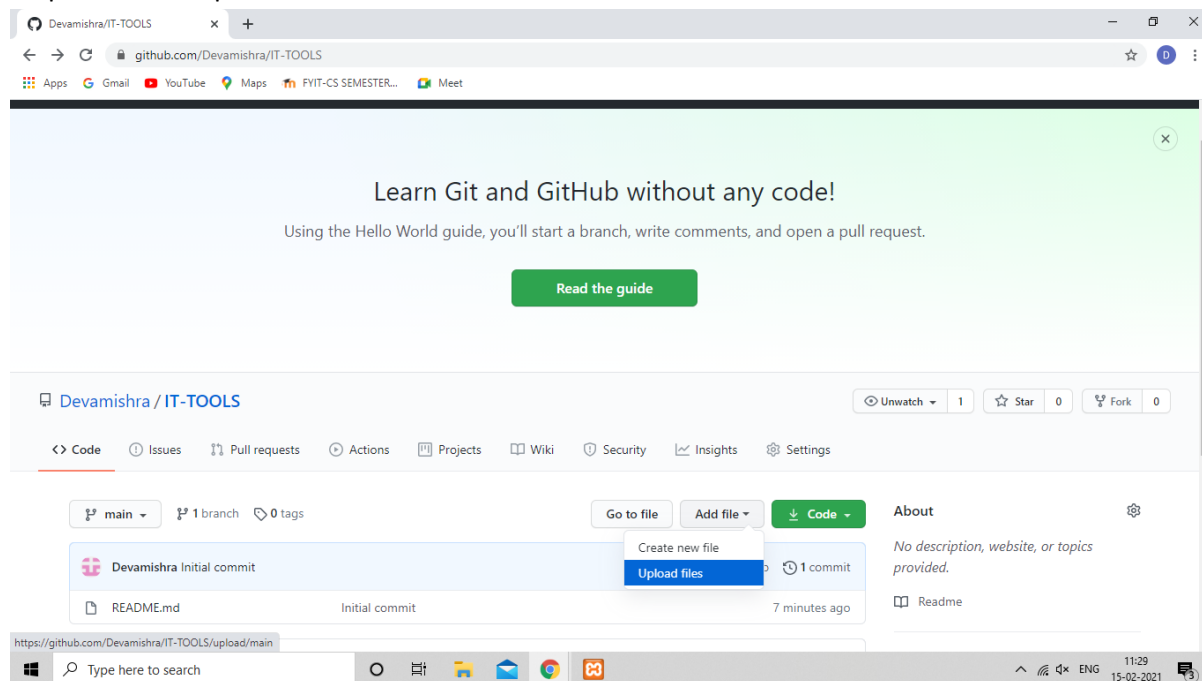 Devamishra/IT-TOOLS
github.com/Devamishra/IT-TOOLS
D
Apps Gmail YouTube Maps FYIT-CS SEMESTER... Meet
Learn Git and GitHub without any code!
Using the Hello World guide, you'll start a branch, write comments, and open a pull request.
Read the guide
Devamishra / IT-TOOLS
Unwatch 1 Star 0 Fork 0
Code Issues Pull requests Actions Projects Wiki Security Insights Settings
main 1 branch 0 tags Go to file Add file Code
About
Create new file
Upload files
No description, website, or topics
provided.
Devamishra Initial commit 1 commit
Readme
README.md Initial commit 7 minutes ago
https://github.com/Devamishra/IT-TOOLS/upload/main
Type here to search
ENG
11:29
15-02-2021
3